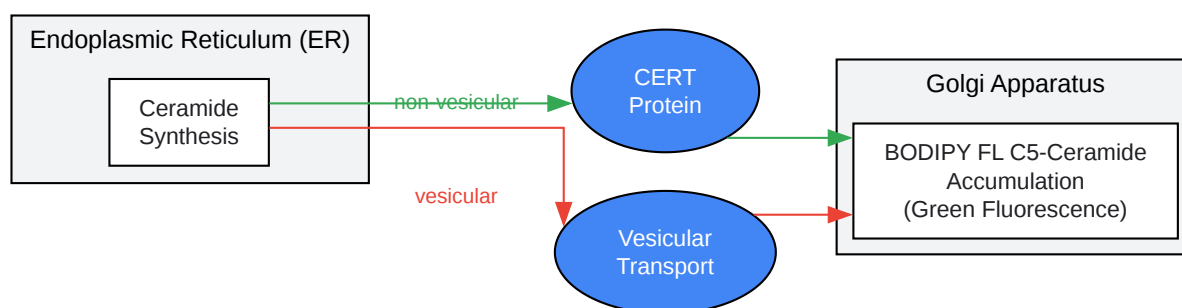 Endoplasmic Reticulum (ER)
Ceramide
Synthesis
non-vesicular
vesicular
CERT
Protein
Vesicular
Transport
Golgi Apparatus
BODIPY FL C5-Ceramide
Accumulation
(Green Fluorescence)